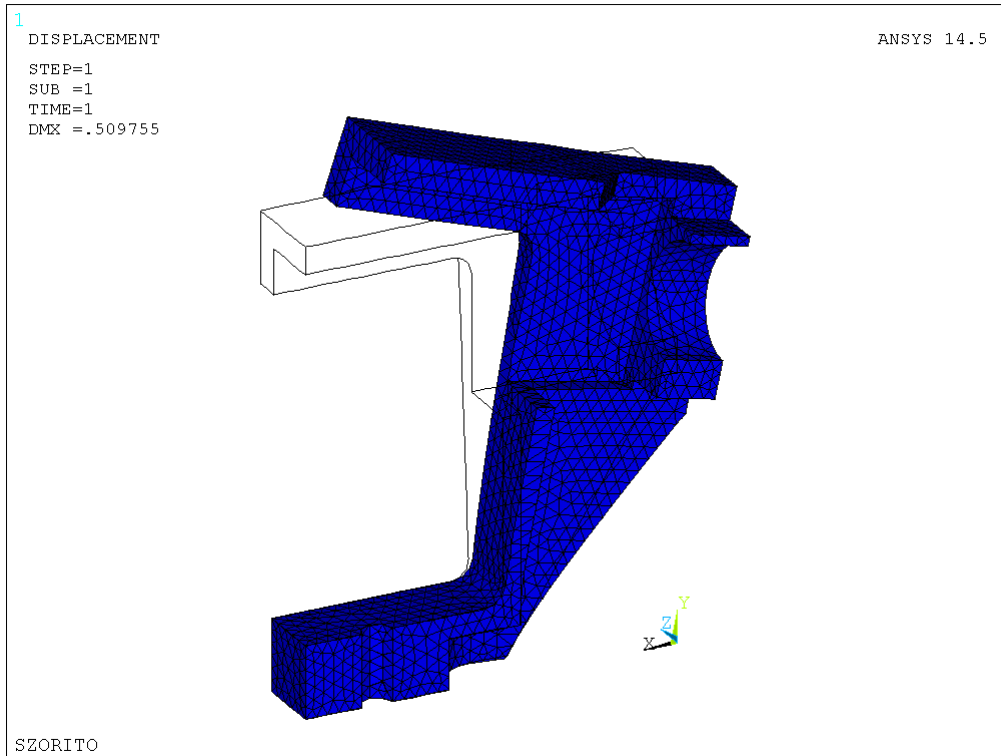 1
DISPLACEMENT
STEP=1
SUB =1
TIME=1
DMX =.509755
ANSYS 14.5
X
Y
Z
SZORITO